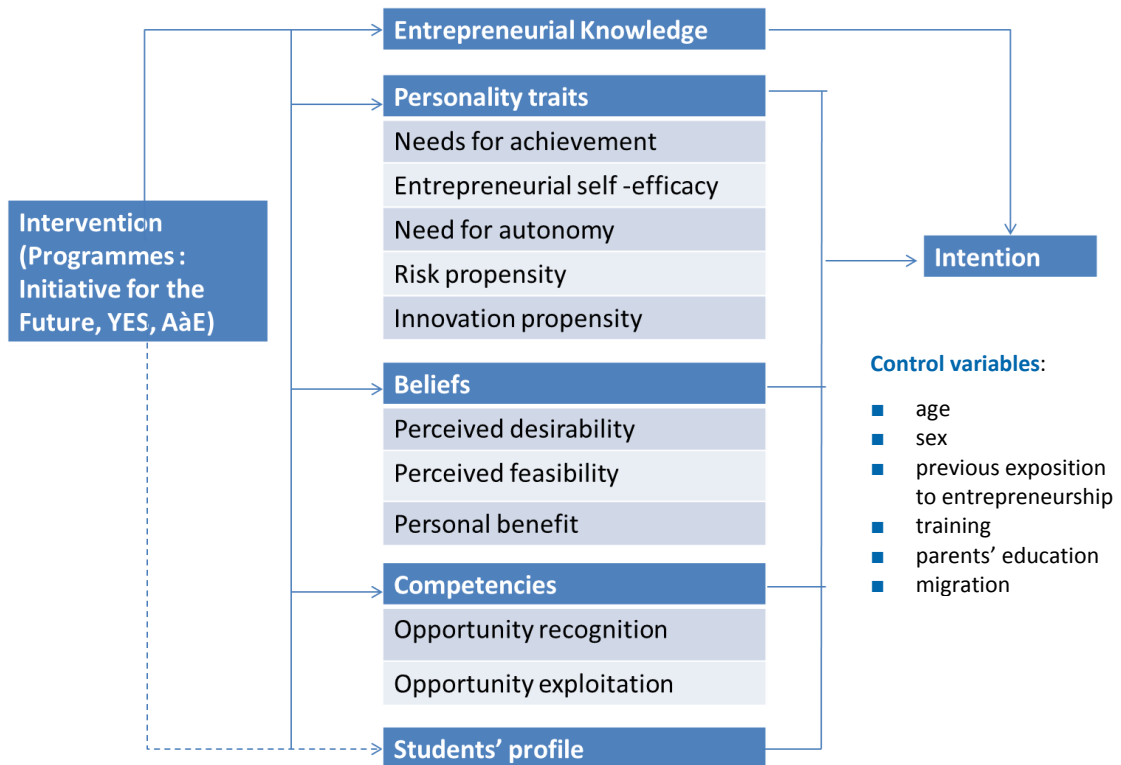 Intervention
(Programmes :
Initiative for the
Future, YES, AàE)
Entrepreneurial Knowledge
Personality traits
Needs for achievement
Entrepreneurial self -efficacy
Need for autonomy
Risk propensity
Innovation propensity
Beliefs
Perceived desirability
Perceived feasibility
Personal benefit
Competencies
Opportunity recognition
Opportunity exploitation
Students’ profile
Intention
Control variables:
■ age
■ sex
■ previous exposition
to entrepreneurship
■ training
■ parents’ education
■ migration